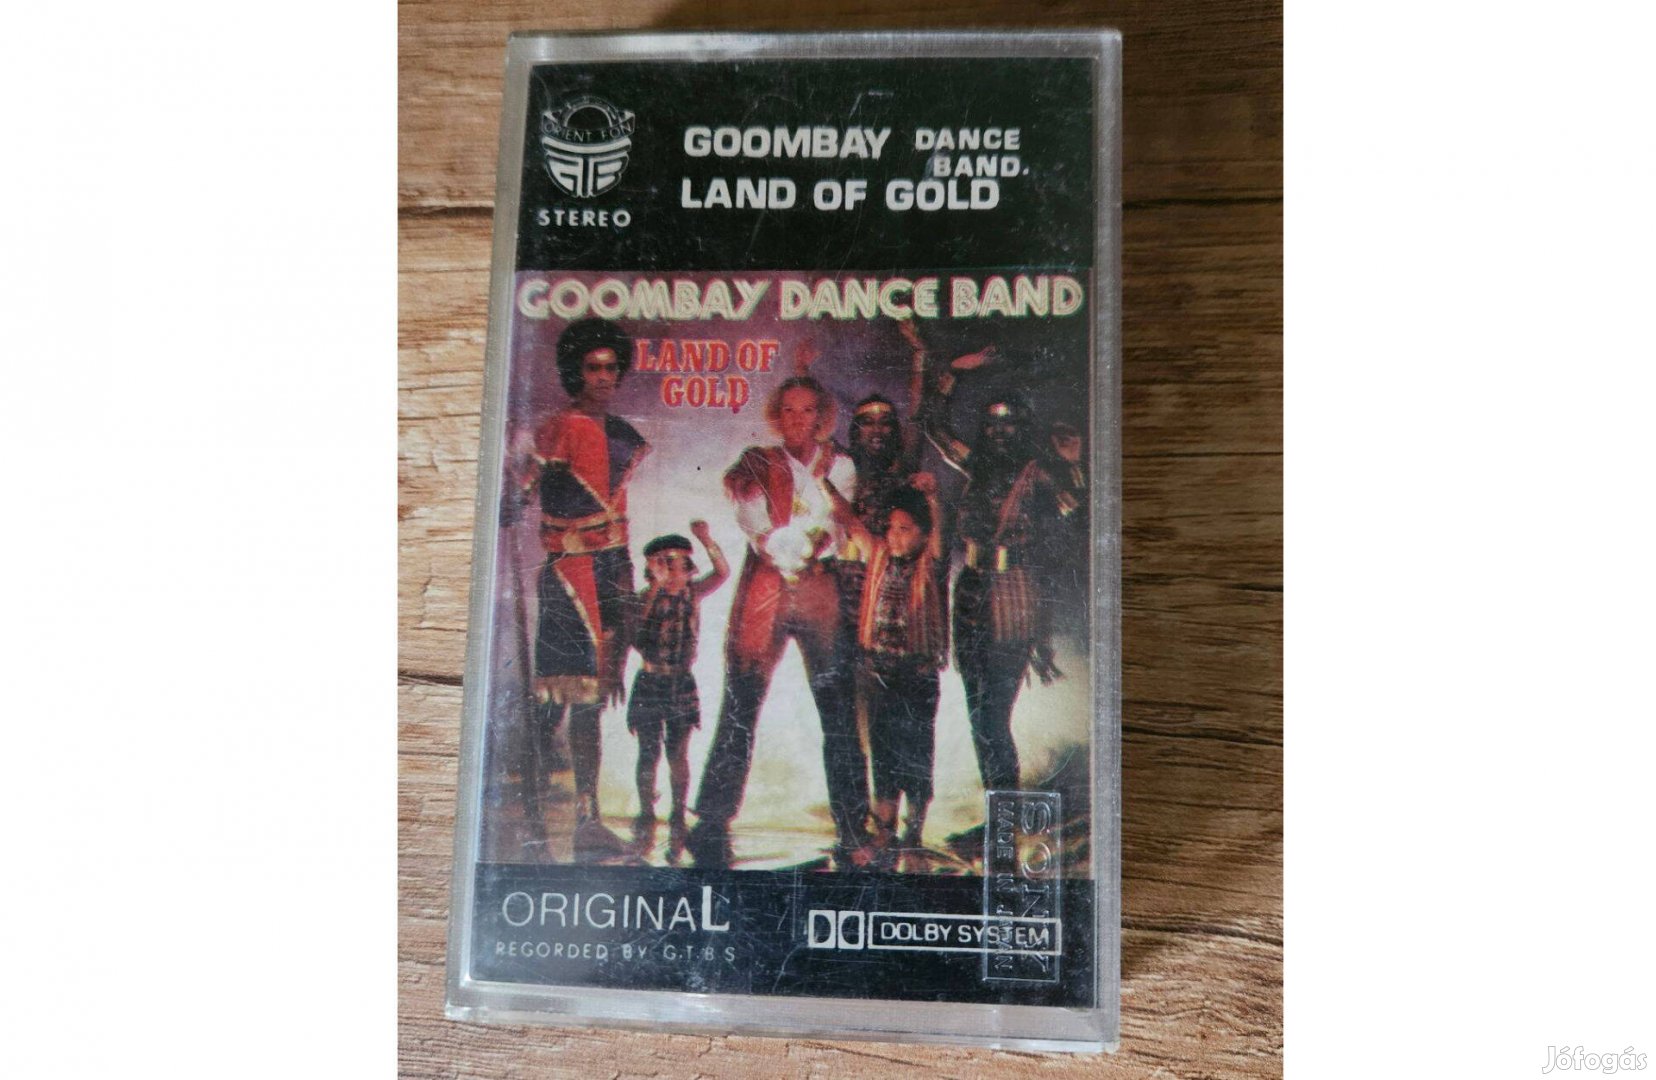 ORIENT FON
STEREO
GOOMBAY DANCE
BAND.
LAND OF GOLD
GOOMBAY DANCE BAND
LAND OF
GOLD
ORIGINAL
REGORDED BY G.T.B S
DOLBY SYSTEM
SONY
MADE IN JAPAN
Jófogás